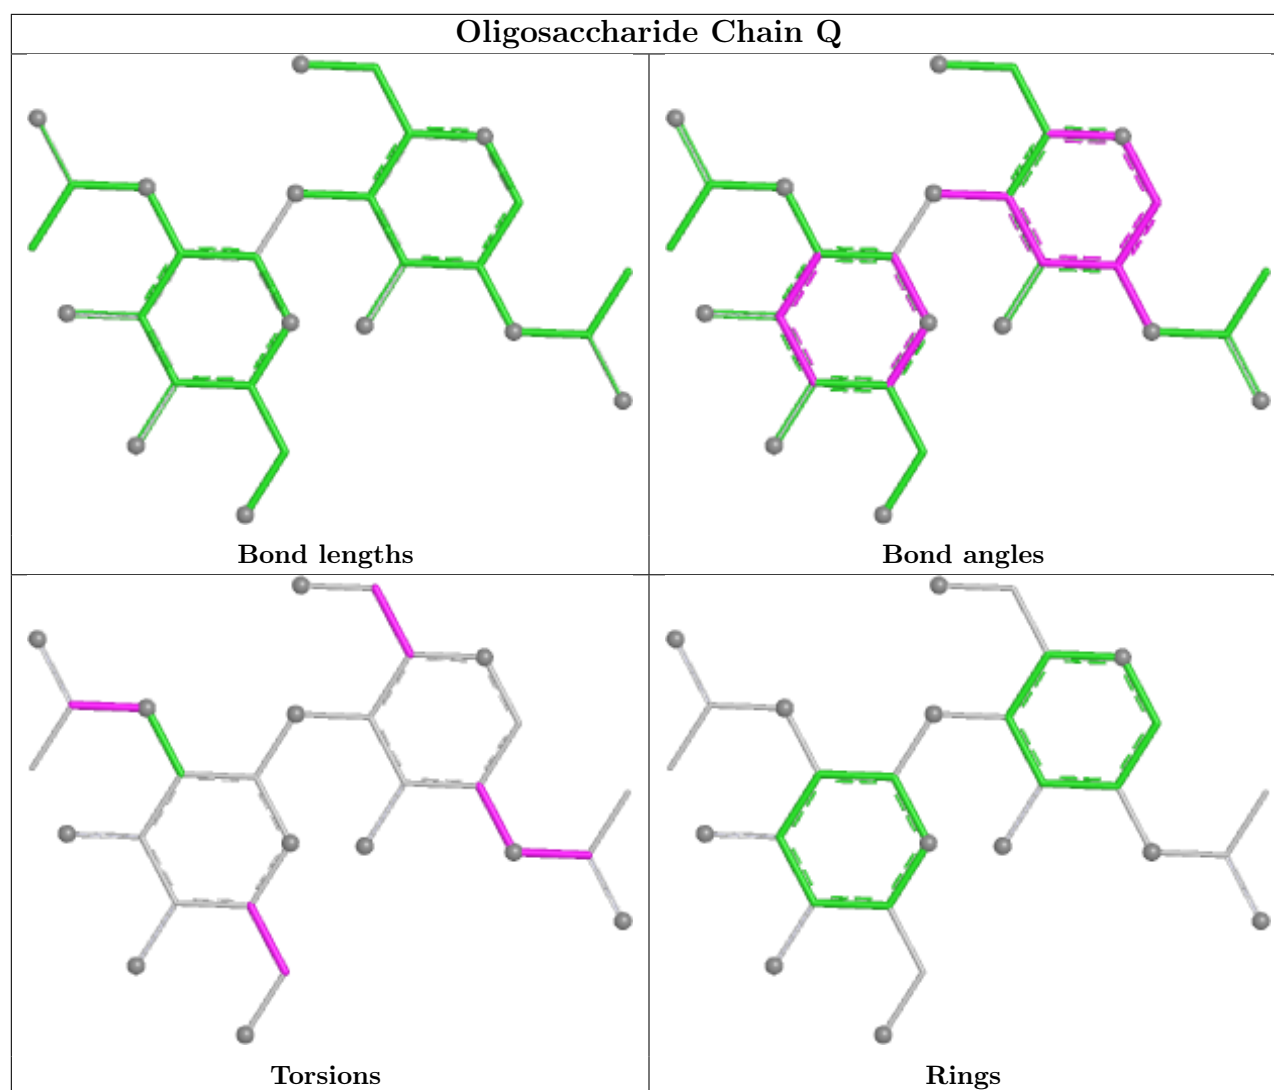 Oligosaccharide Chain Q
Bond lengths
Bond angles
Torsions
Rings